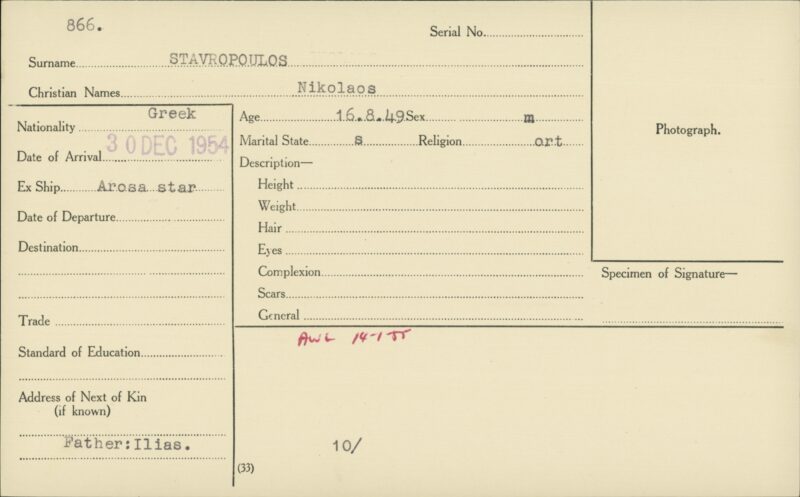 866.
Serial No.
Surname STAVROPOULOS
Christian Names Nikolaos
Nationality Greek
Date of Arrival 30 DEC 1954
Ex Ship Arosa star
Date of Departure
Destination
Trade
Standard of Education
Address of Next of Kin
(if known)
Father:Ilias.
Age 16.8.49 Sex m
Marital State s Religion ort
Description—
Height
Weight
Hair
Eyes
Complexion
Scars
General
Photograph.
Specimen of Signature—
AWL 14-1-55
10/
(33)